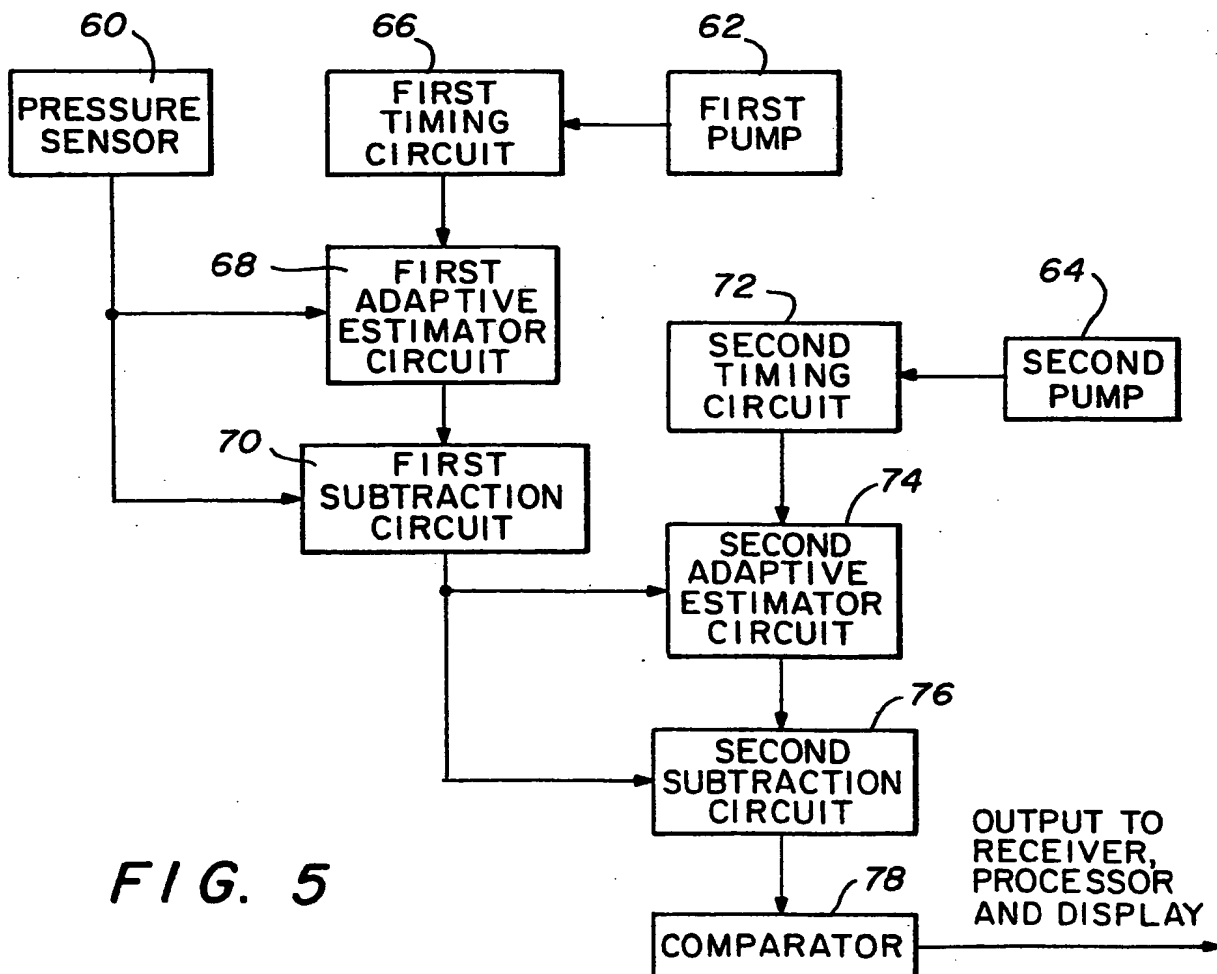 60
66
62
PRESSURE
SENSOR
FIRST
TIMING
CIRCUIT
FIRST
PUMP
68
FIRST
ADAPTIVE
ESTIMATOR
CIRCUIT
72
64
SECOND
TIMING
CIRCUIT
SECOND
PUMP
70
FIRST
SUBTRACTION
CIRCUIT
74
SECOND
ADAPTIVE
ESTIMATOR
CIRCUIT
76
SECOND
SUBTRACTION
CIRCUIT
OUTPUT TO
RECEIVER,
PROCESSOR
AND DISPLAY
78
COMPARATOR
FIG. 5